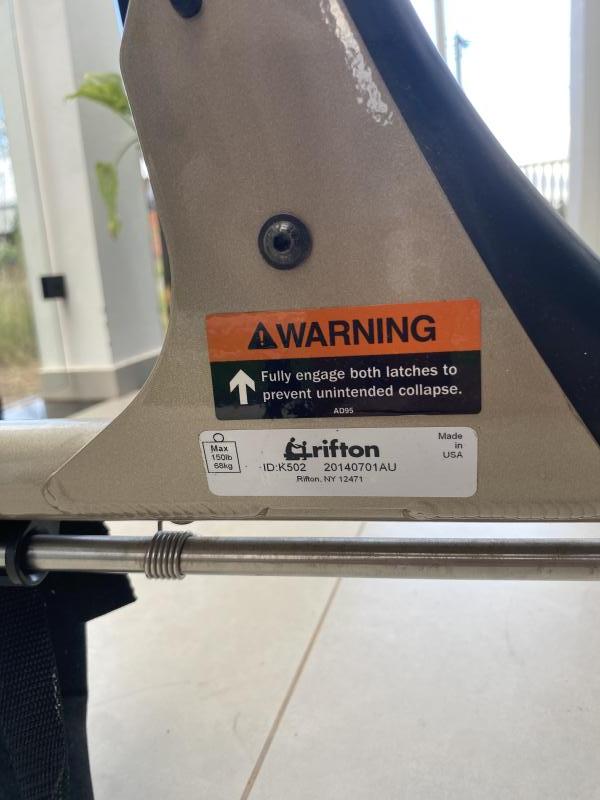 WARNING
Fully engage both latches to
prevent unintended collapse.
AD95
Max
150lb
68kg
rifton
ID:K502 20140701AU
Rifton, NY 12471
Made
in
USA